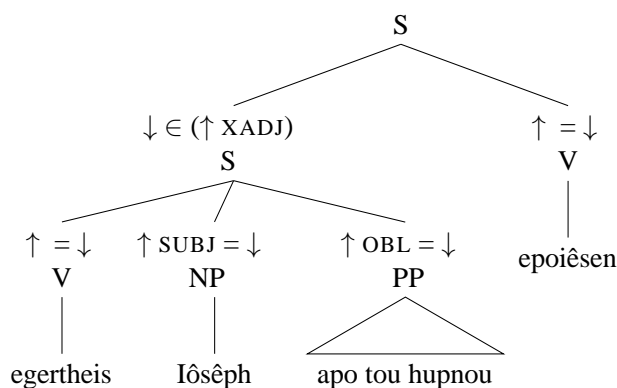 S
↓ ∈ (↑ XADJ) ↑ = ↓
S V
↑ = ↓ ↑ SUBJ = ↓ ↑ OBL = ↓ epoiêsen
V NP PP
egertheis Iôsêph apo tou hupnou